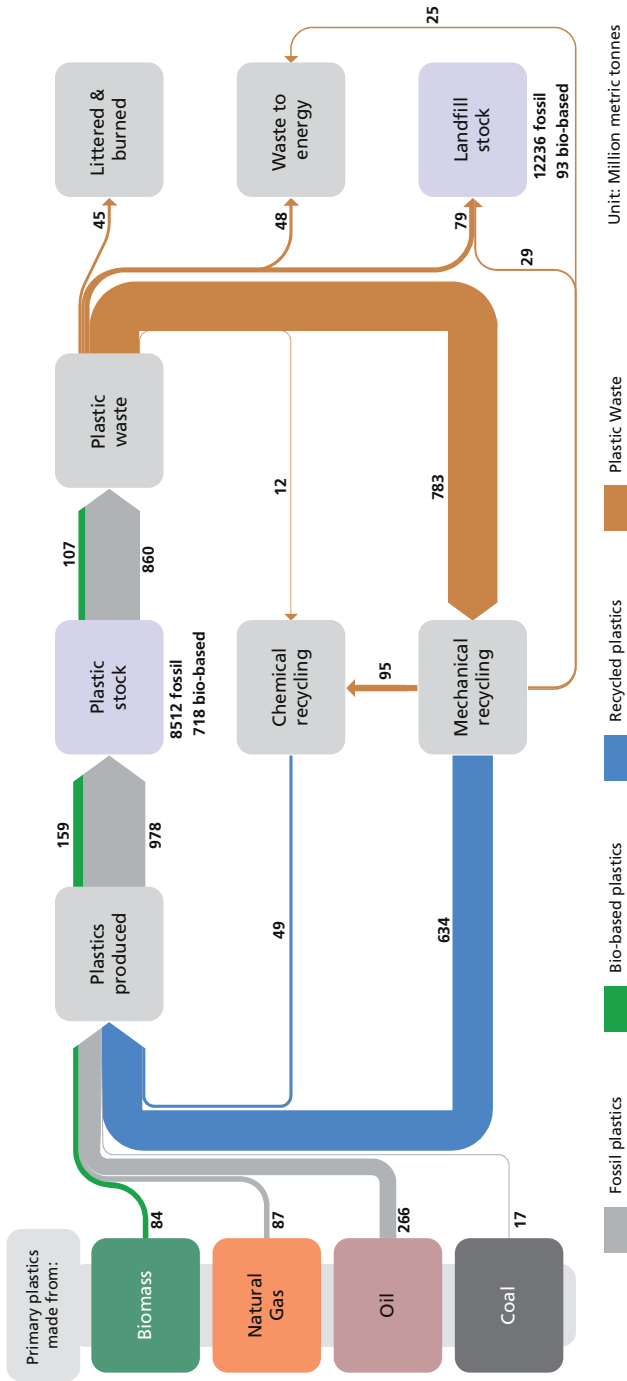 Primary plastics
made from:
Biomass
84
Natural
Gas
87
Oil
266
Coal
17
Plastics
produced
159
978
Plastic
stock
8512 fossil
718 bio-based
107
860
Plastic
waste
45
Littered &
burned
48
Waste to
energy
25
79
Landfill
stock
12236 fossil
93 bio-based
29
49
Chemical
recycling
12
95
634
Mechanical
recycling
783
Unit: Million metric tonnes
Fossil plastics
Bio-based plastics
Recycled plastics
Plastic Waste